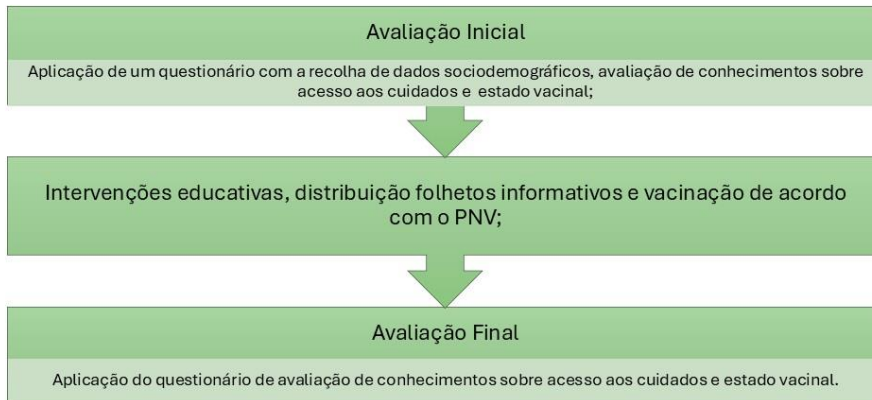 Avaliação Inicial
Aplicação de um questionário com a recolha de dados sociodemográficos, avaliação de conhecimentos sobre
acesso aos cuidados e estado vacinal;
Intervenções educativas, distribuição folhetos informativos e vacinação de acordo
com o PNV;
Avaliação Final
Aplicação do questionário de avaliação de conhecimentos sobre acesso aos cuidados e estado vacinal.